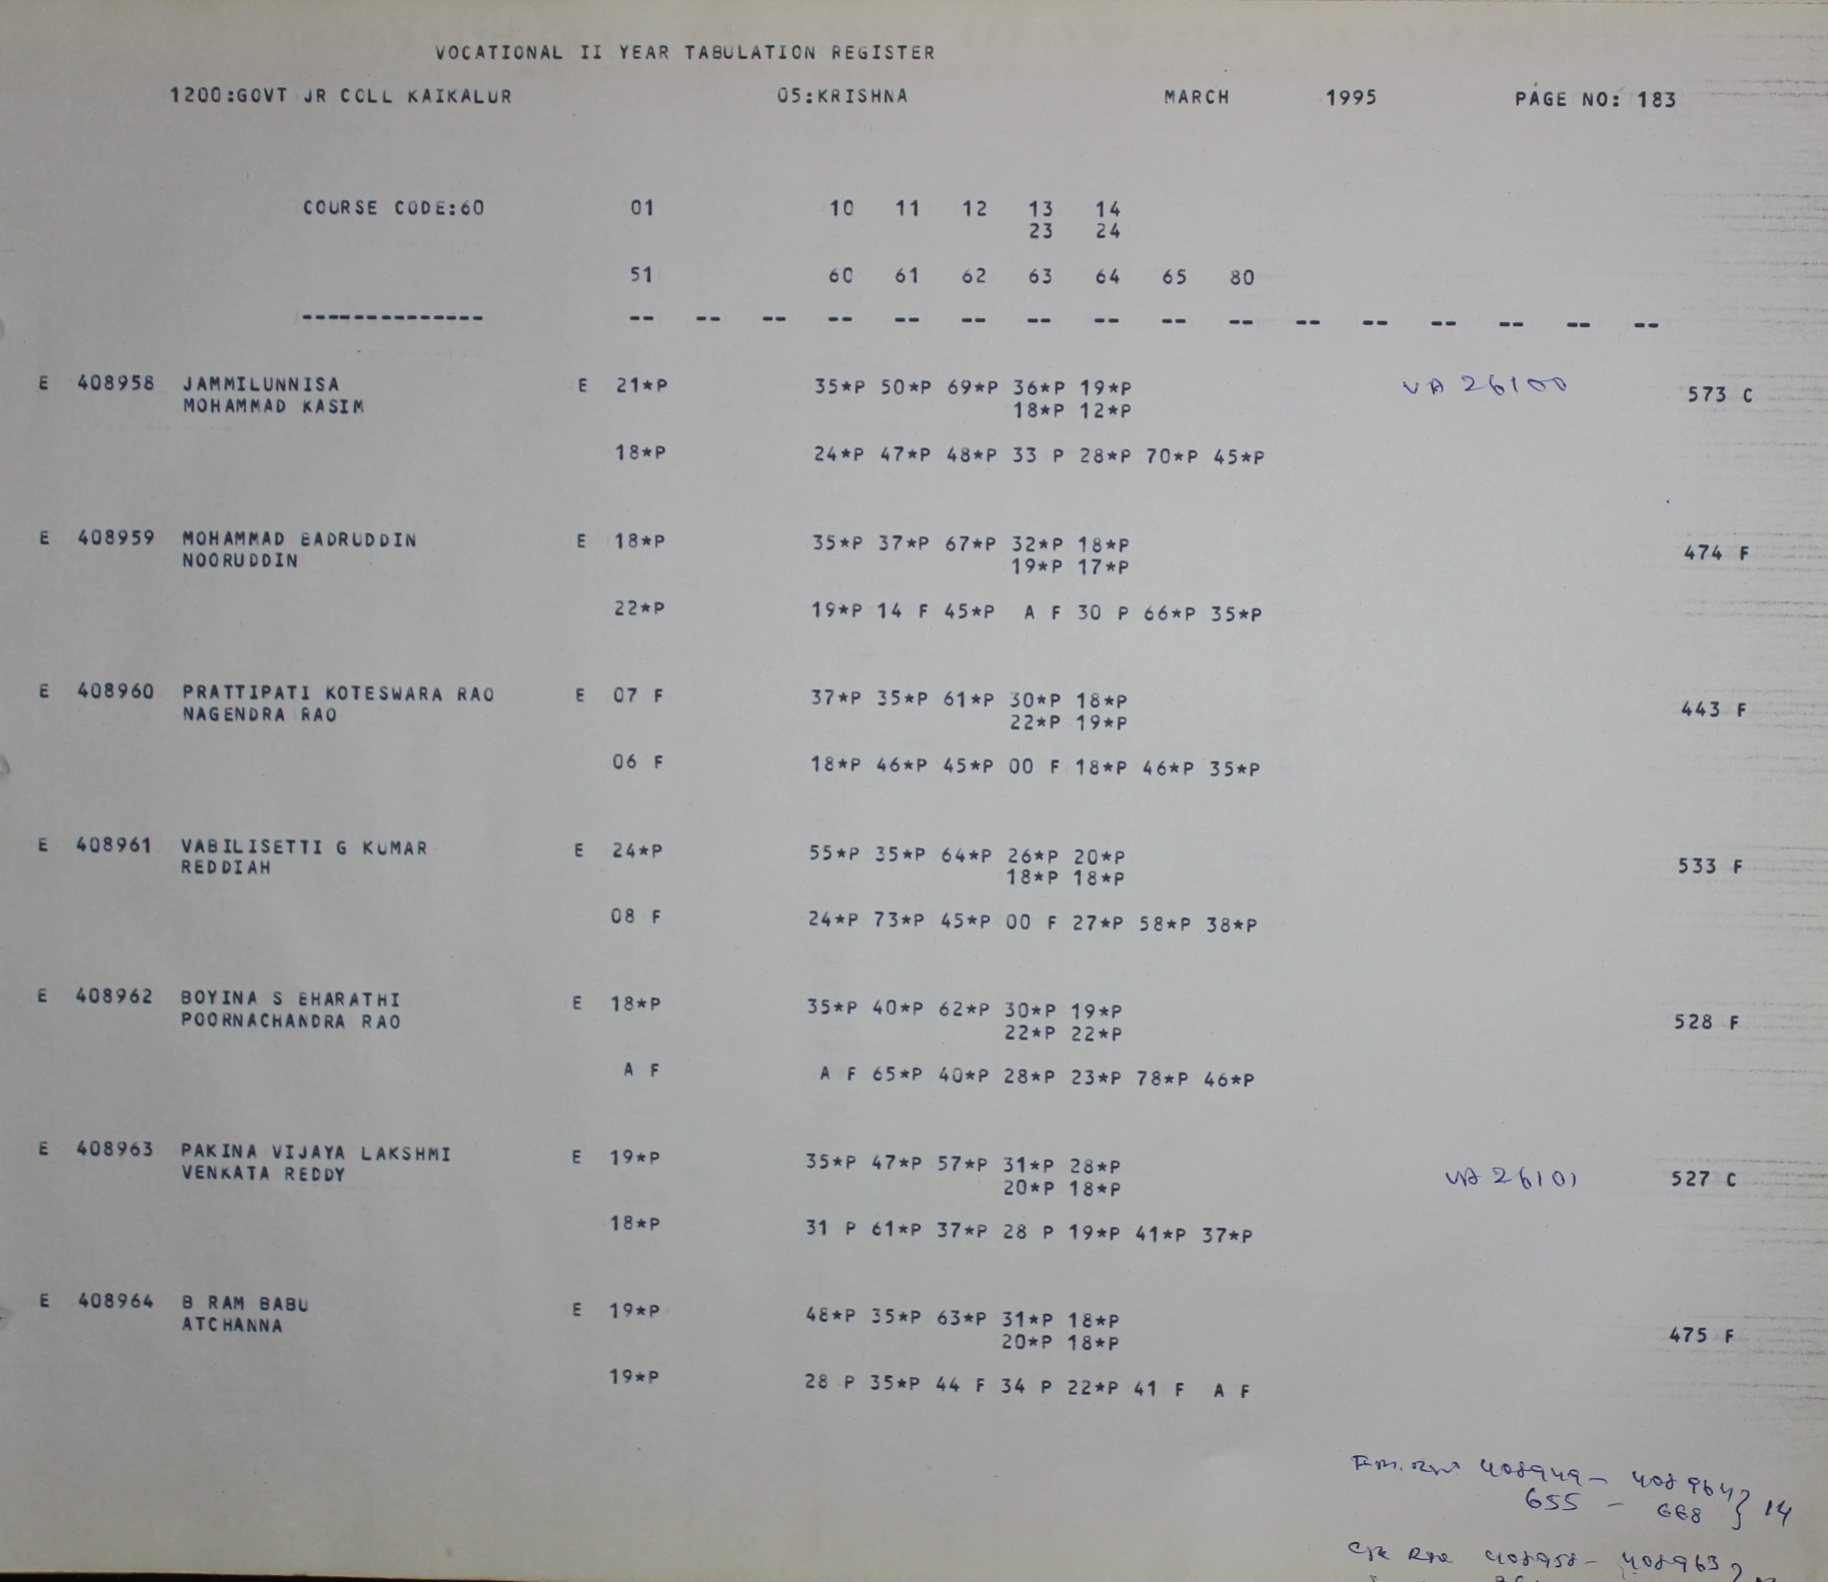 VOCATIONAL II YEAR TABULATION REGISTER
1200:GOVT JR COLL KAIKALUR 05:KRISHNA MARCH 1995 PAGE NO: 183
COURSE CODE:60 01 10 11 12 13 14
23 24
51 60 61 62 63 64 65 80
-------------- -- -- -- -- -- -- -- -- -- -- -- -- -- -- -- --
E 408958 JAMMILUNNISA E 21*P 35*P 50*P 69*P 36*P 19*P VA 26100 573 C
MOHAMMAD KASIM 18*P 12*P
18*P 24*P 47*P 48*P 33 P 28*P 70*P 45*P
E 408959 MOHAMMAD BADRUDDIN E 18*P 35*P 37*P 67*P 32*P 18*P 474 F
NOORUDDIN 19*P 17*P
22*P 19*P 14 F 45*P A F 30 P 66*P 35*P
E 408960 PRATTIPATI KOTESWARA RAO E 07 F 37*P 35*P 61*P 30*P 18*P 443 F
NAGENDRA RAO 22*P 19*P
06 F 18*P 46*P 45*P 00 F 18*P 46*P 35*P
E 408961 VABILISETTI G KUMAR E 24*P 55*P 35*P 64*P 26*P 20*P 533 F
REDDIAH 18*P 18*P
08 F 24*P 73*P 45*P 00 F 27*P 58*P 38*P
E 408962 BOYINA S BHARATHI E 18*P 35*P 40*P 62*P 30*P 19*P 528 F
POORNACHANDRA RAO 22*P 22*P
A F A F 65*P 40*P 28*P 23*P 78*P 46*P
E 408963 PAKINA VIJAYA LAKSHMI E 19*P 35*P 47*P 57*P 31*P 28*P VA 26101 527 C
VENKATA REDDY 20*P 18*P
18*P 31 P 61*P 37*P 28 P 19*P 41*P 37*P
E 408964 B RAM BABU E 19*P 48*P 35*P 63*P 31*P 18*P 475 F
ATCHANNA 20*P 18*P
19*P 28 P 35*P 44 F 34 P 22*P 41 F A F
408949 - 408964 } 14
655 - 668
408958 - 408963